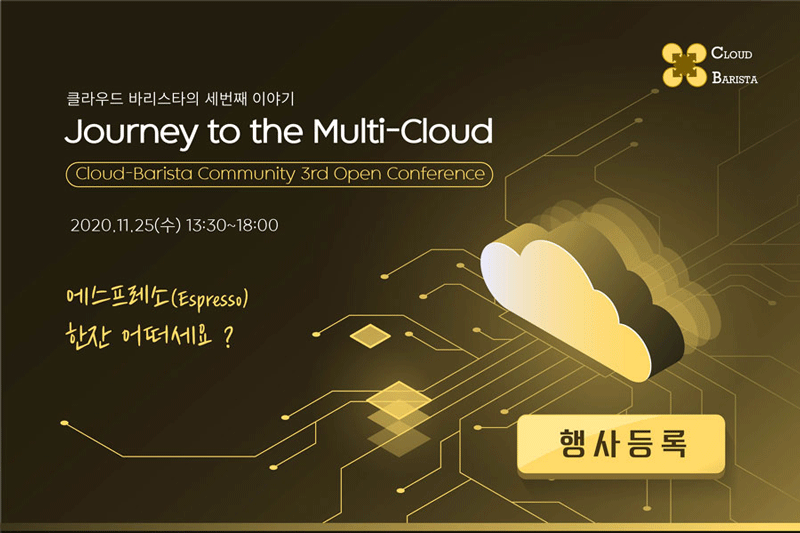 CLOUD
BARISTA
클라우드 바리스타의 세번째 이야기
Journey to the Multi-Cloud
Cloud-Barista Community 3rd Open Conference
2020.11.25(수) 13:30~18:00
에스프레소(Espresso)
한잔 어떠세요 ?
행사등록